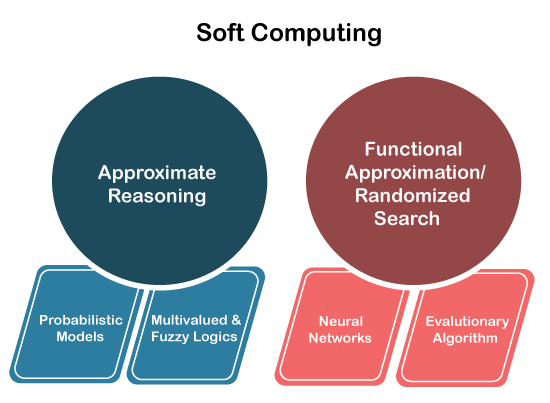 Soft Computing
Approximate
Reasoning
Functional
Approximation/
Randomized
Search
Probabilistic
Models
Multivalued &
Fuzzy Logics
Neural
Networks
Evalutionary
Algorithm